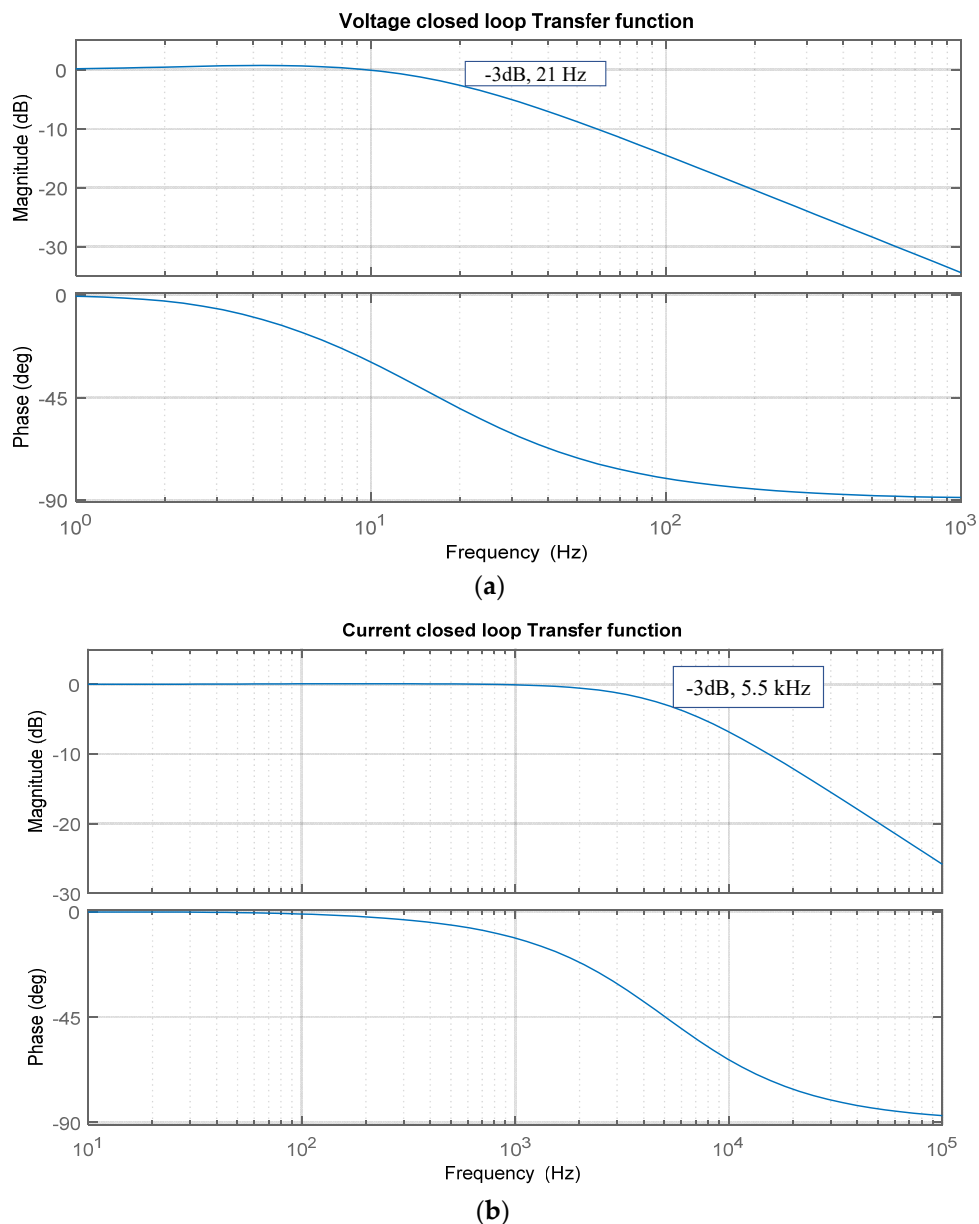 Voltage closed loop Transfer function
Magnitude (dB)
0
-10
-20
-30
-3dB, 21 Hz
Phase (deg)
0
-45
-90
10^0
10^1
10^2
10^3
Frequency (Hz)
(a)
Current closed loop Transfer function
Magnitude (dB)
0
-10
-20
-30
-3dB, 5.5 kHz
Phase (deg)
0
-45
-90
10^1
10^2
10^3
10^4
10^5
Frequency (Hz)
(b)